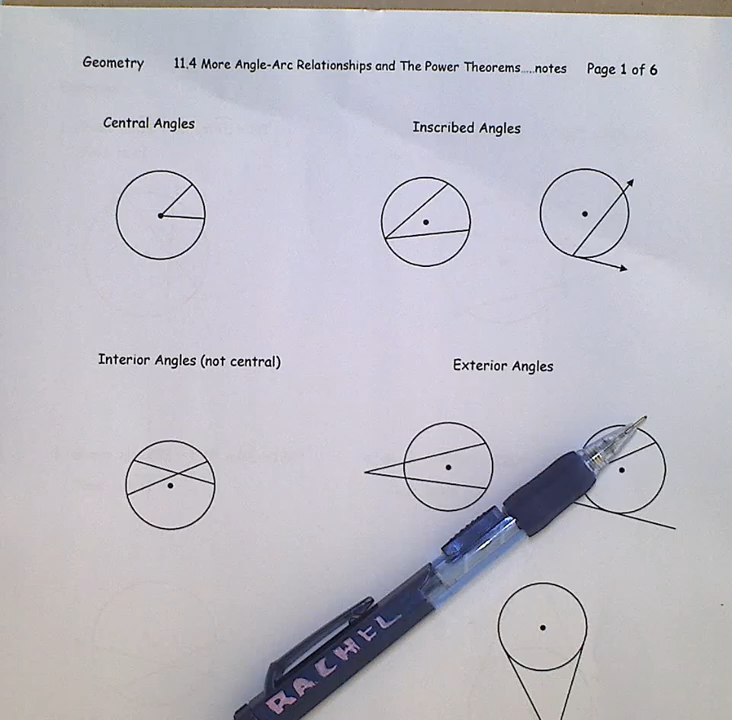 Geometry 11.4 More Angle-Arc Relationships and The Power Theorems.....notes Page 1 of 6
Central Angles
Inscribed Angles
Interior Angles (not central)
Exterior Angles
RACHEL